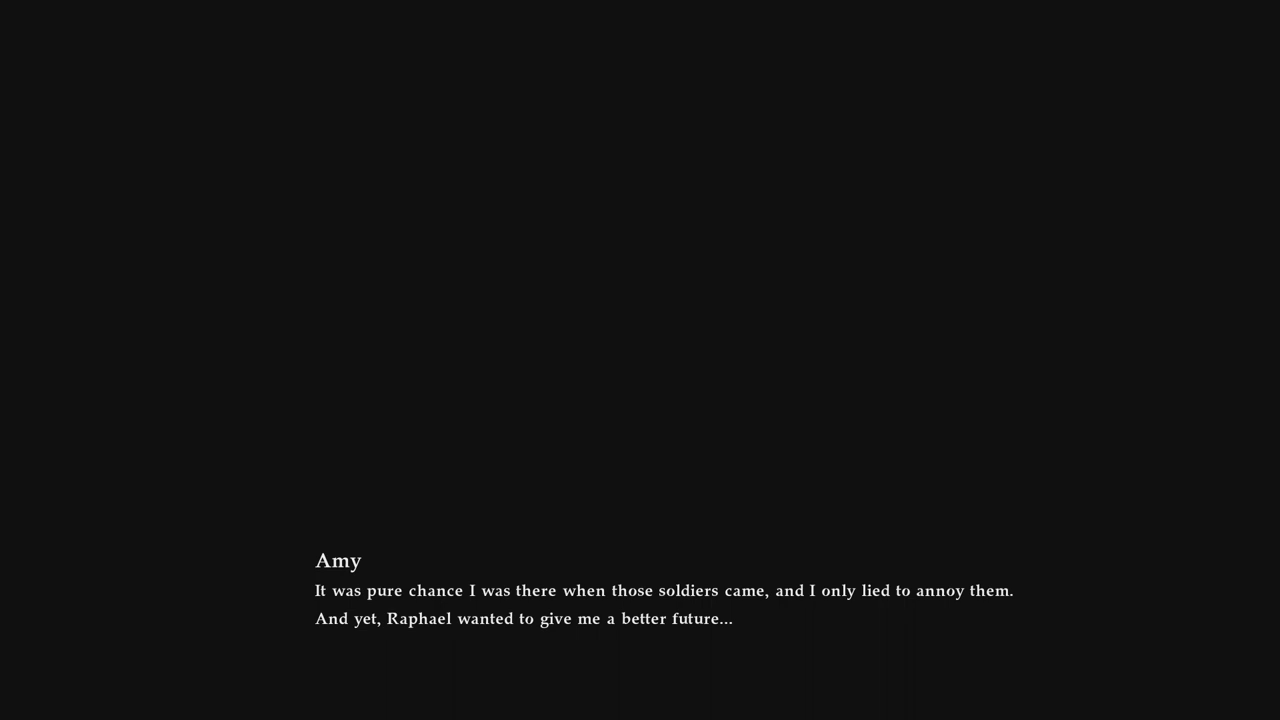 Amy
It was pure chance I was there when those soldiers came, and I only lied to annoy them.
And yet, Raphael wanted to give me a better future...